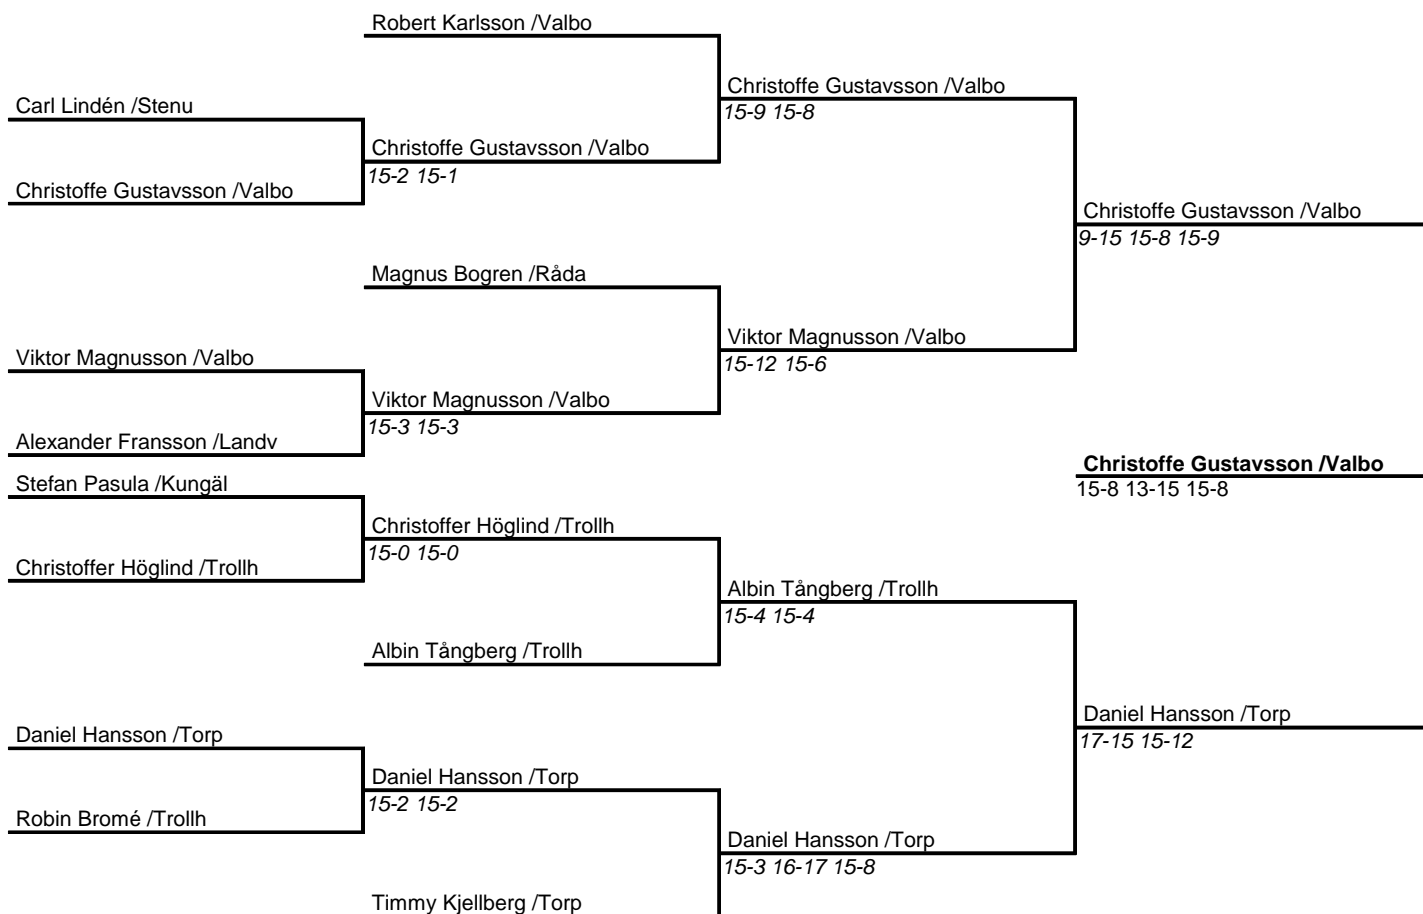 Robert Karlsson /Valbo
Christoffe Gustavsson /Valbo
15-9 15-8
Carl Lindén /Stenu
Christoffe Gustavsson /Valbo
15-2 15-1
Christoffe Gustavsson /Valbo
Christoffe Gustavsson /Valbo
9-15 15-8 15-9
Magnus Bogren /Råda
Viktor Magnusson /Valbo
15-12 15-6
Viktor Magnusson /Valbo
Viktor Magnusson /Valbo
15-3 15-3
Alexander Fransson /Landv
Christoffe Gustavsson /Valbo
15-8 13-15 15-8
Stefan Pasula /Kungäl
Christoffer Höglind /Trollh
15-0 15-0
Christoffer Höglind /Trollh
Albin Tångberg /Trollh
15-4 15-4
Albin Tångberg /Trollh
Daniel Hansson /Torp
17-15 15-12
Daniel Hansson /Torp
Daniel Hansson /Torp
15-2 15-2
Robin Bromé /Trollh
Daniel Hansson /Torp
15-3 16-17 15-8
Timmy Kjellberg /Torp